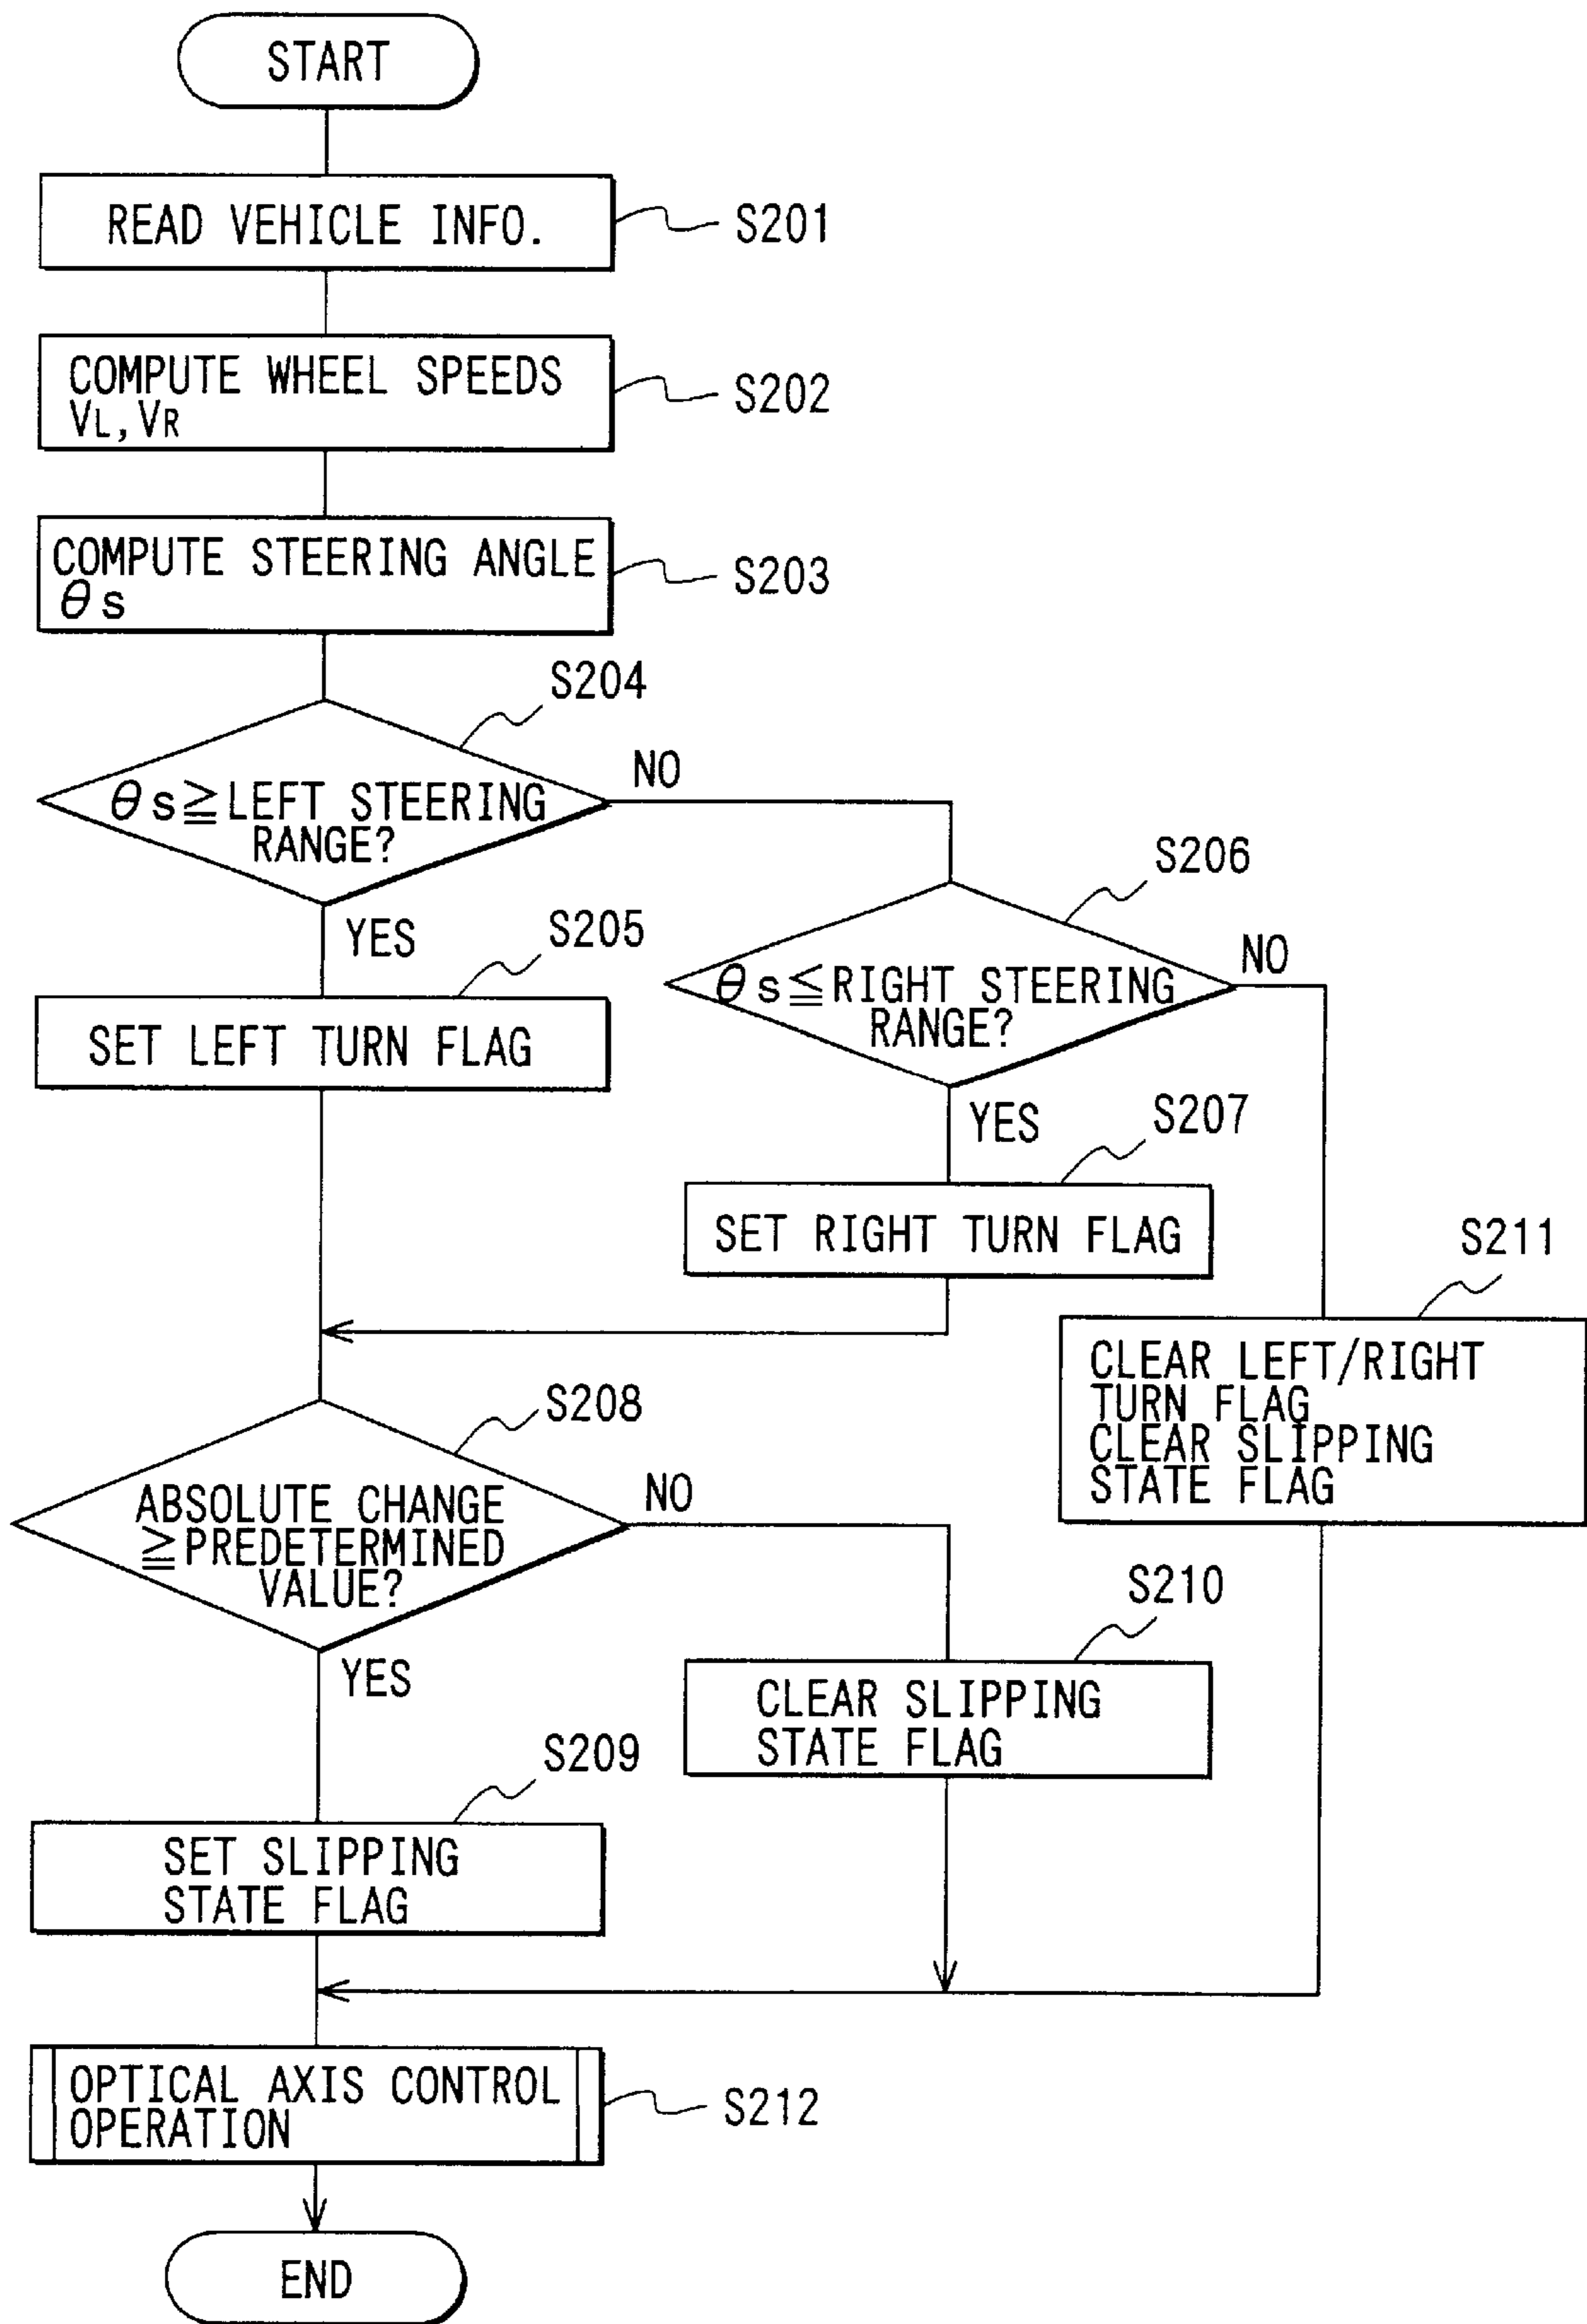 START
READ VEHICLE INFO.
S201
COMPUTE WHEEL SPEEDS
VL, VR
S202
COMPUTE STEERING ANGLE
θs
S203
S204
θs≧LEFT STEERING
RANGE?
NO
YES
S205
SET LEFT TURN FLAG
S206
θs≦RIGHT STEERING
RANGE?
NO
YES
S207
SET RIGHT TURN FLAG
S211
CLEAR LEFT/RIGHT
TURN FLAG
CLEAR SLIPPING
STATE FLAG
S208
ABSOLUTE CHANGE
≧PREDETERMINED
VALUE?
NO
YES
S210
CLEAR SLIPPING
STATE FLAG
S209
SET SLIPPING
STATE FLAG
OPTICAL AXIS CONTROL
OPERATION
S212
END